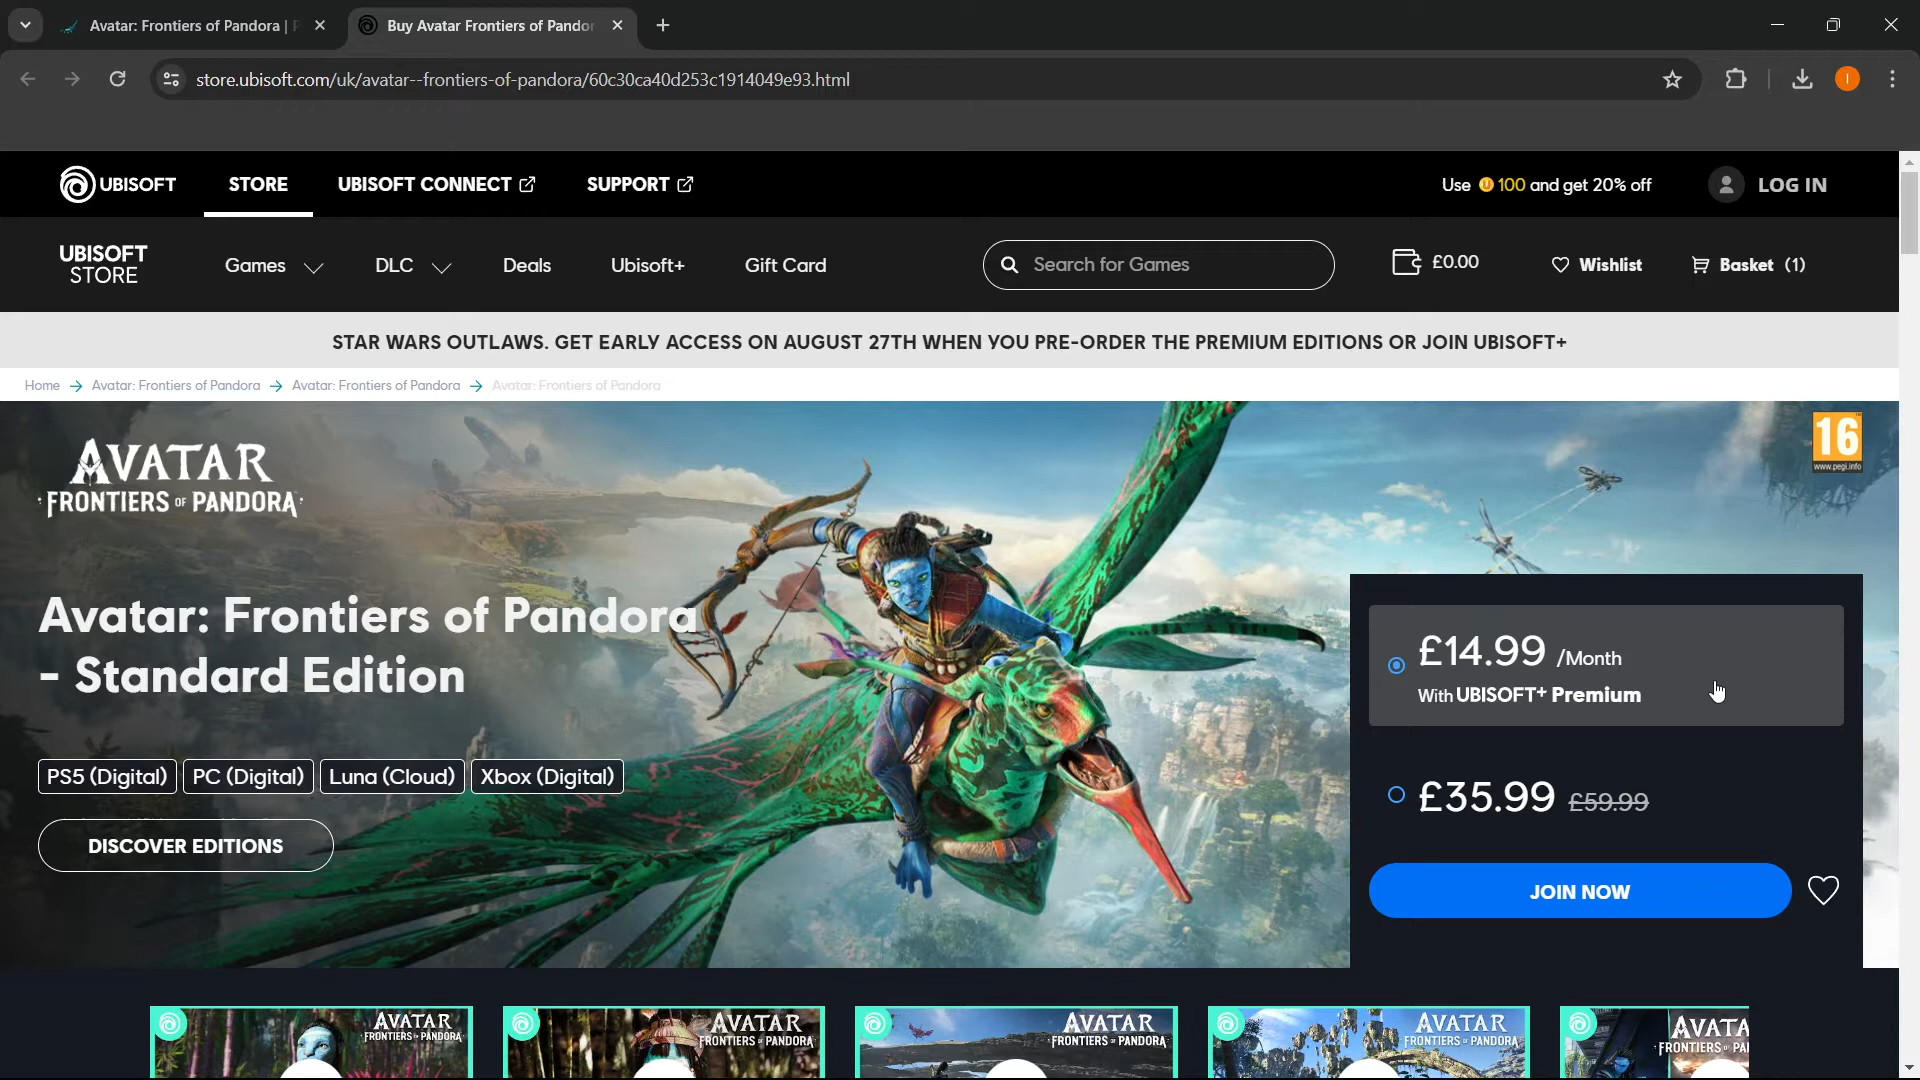 Avatar: Frontiers of Pandora |
Buy Avatar Frontiers of Pandor
store.ubisoft.com/uk/avatar--frontiers-of-pandora/60c30ca40d253c1914049e93.html
I
UBISOFT
STORE
UBISOFT CONNECT
SUPPORT
Use 100 and get 20% off
LOG IN
UBISOFT
STORE
Games
DLC
Deals
Ubisoft+
Gift Card
Search for Games
£0.00
Wishlist
Basket (1)
STAR WARS OUTLAWS. GET EARLY ACCESS ON AUGUST 27TH WHEN YOU PRE-ORDER THE PREMIUM EDITIONS OR JOIN UBISOFT+
Home → Avatar: Frontiers of Pandora → Avatar: Frontiers of Pandora → Avatar: Frontiers of Pandora
AVATAR
FRONTIERS OF PANDORA
16
www.pegi.info
Avatar: Frontiers of Pandora
- Standard Edition
PS5 (Digital)
PC (Digital)
Luna (Cloud)
Xbox (Digital)
DISCOVER EDITIONS
£14.99 /Month
With UBISOFT+ Premium
£35.99 £59.99
JOIN NOW
AVATAR
FRONTIERS OF PANDORA
AVATAR
FRONTIERS OF PANDORA
AVATAR
FRONTIERS OF PANDORA
AVATAR
FRONTIERS OF PANDORA
AVATA
FRONTIERS OF PA